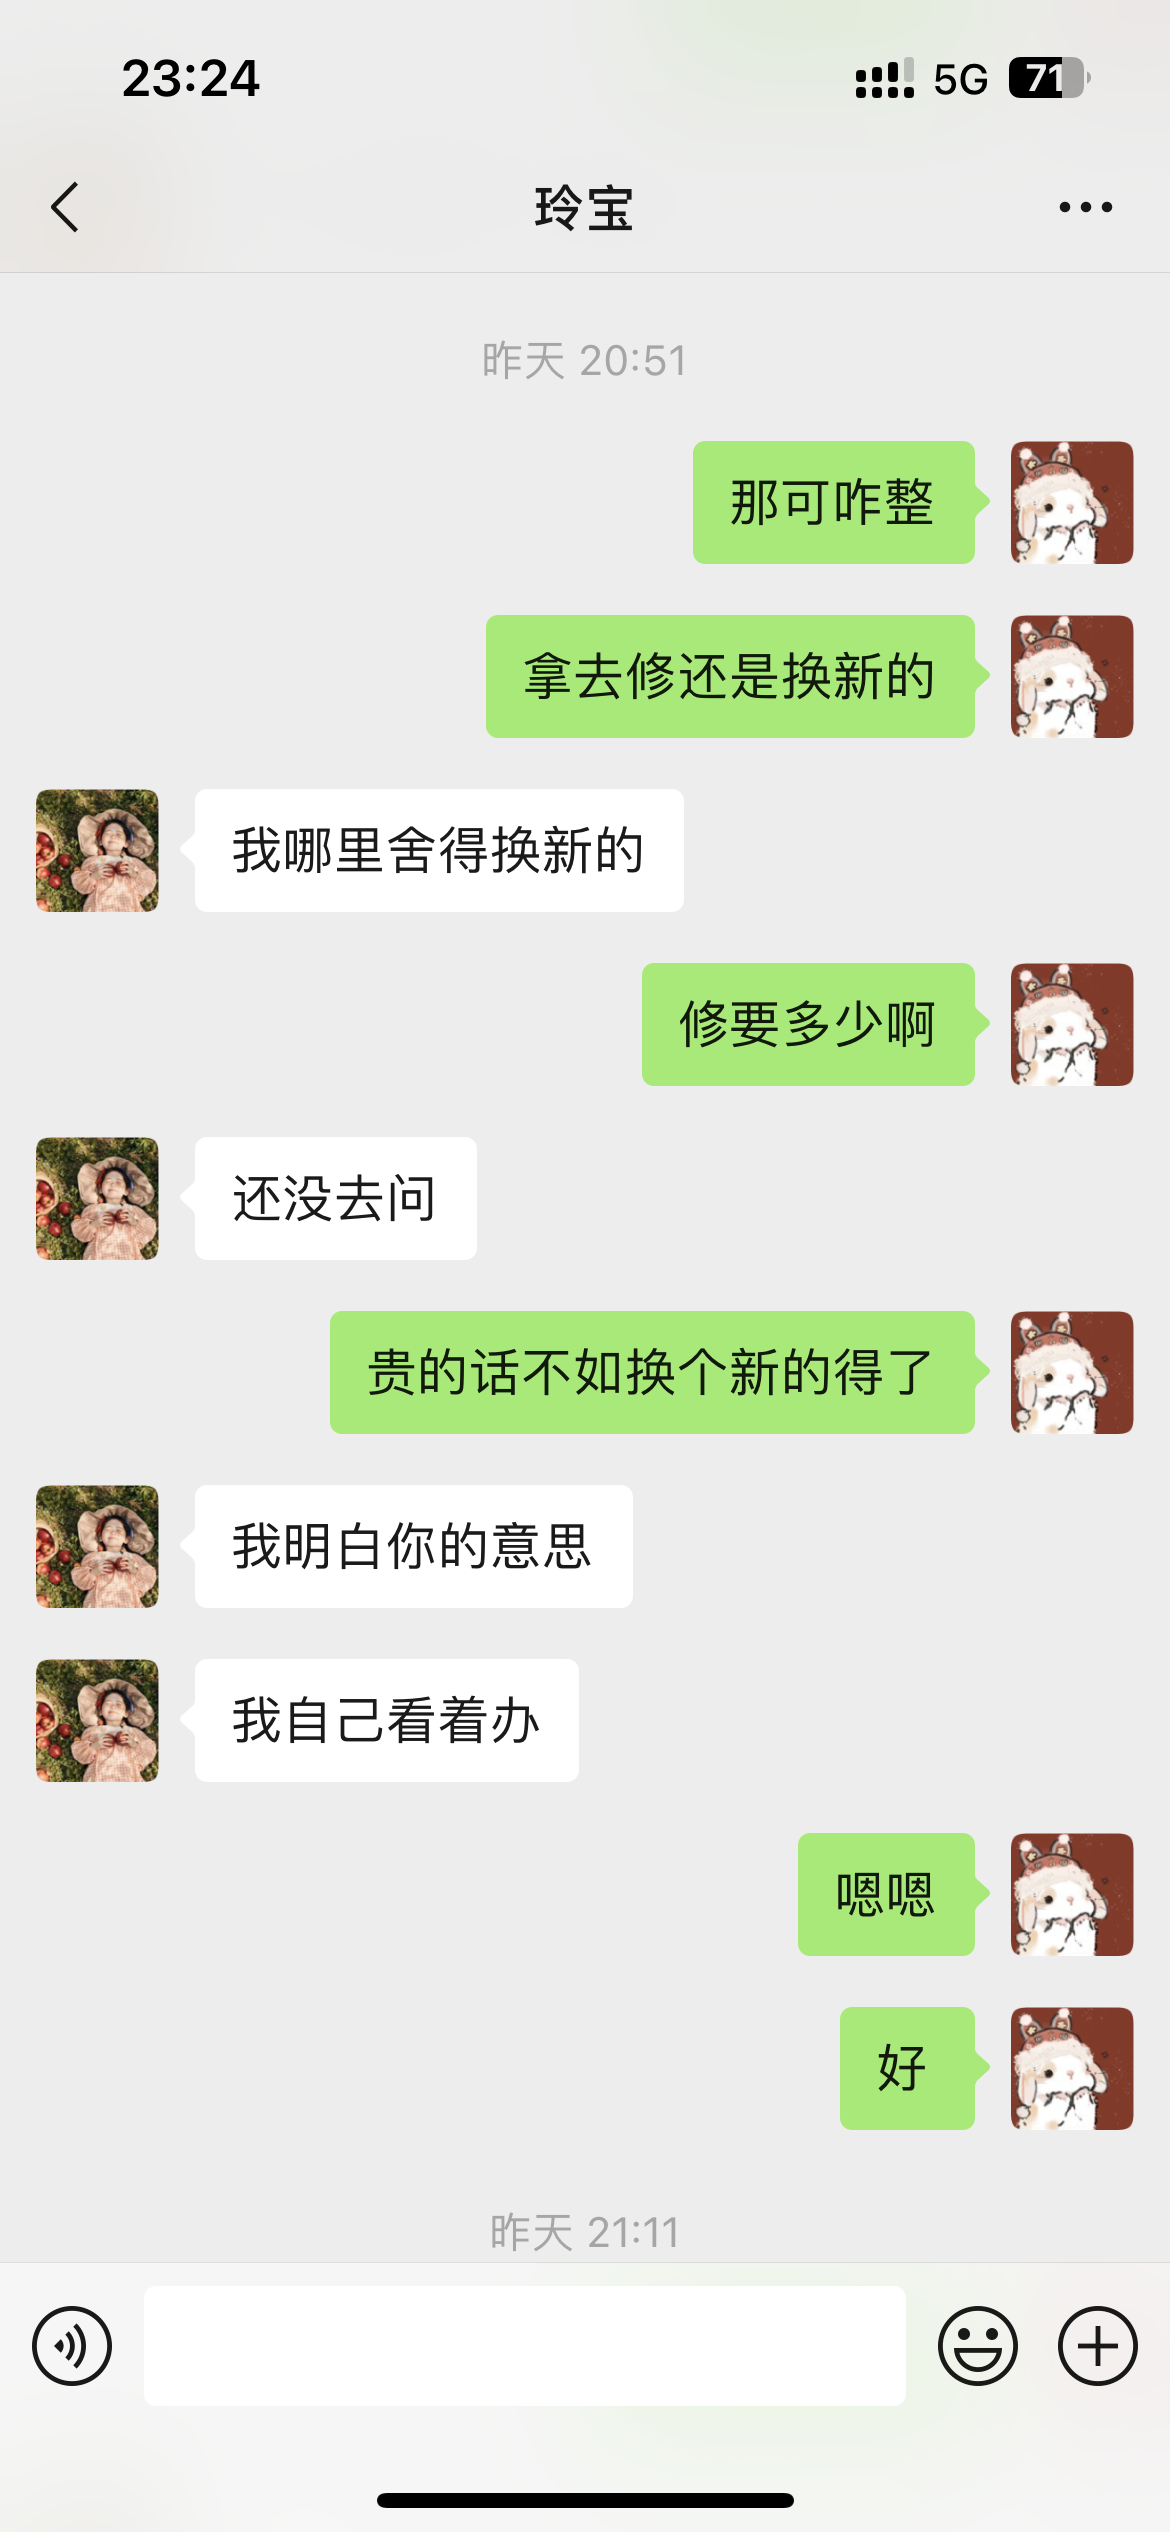 23:24
5G
71
玲宝
昨天 20:51
那可咋整
拿去修还是换新的
我哪里舍得换新的
修要多少啊
还没去问
贵的话不如换个新的得了
我明白你的意思
我自己看着办
嗯嗯
好
昨天 21:11